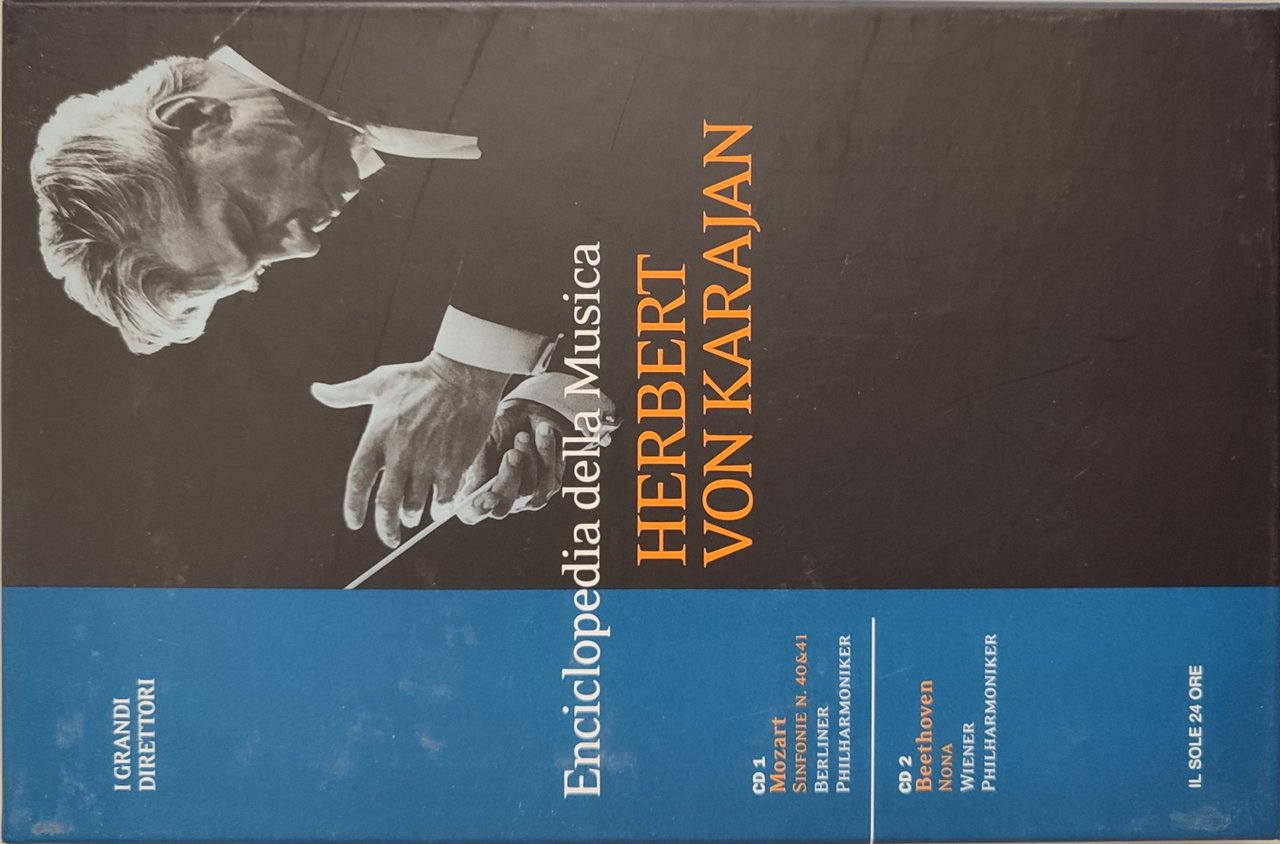 I GRANDI
DIRETTORI
Enciclopedia della Musica
HERBERT
VON KARAJAN
CD 1
Mozart
SINFONIE N. 40&41
BERLINER
PHILHARMONIKER
CD 2
Beethoven
NONA
WIENER
PHILHARMONIKER
IL SOLE 24 ORE